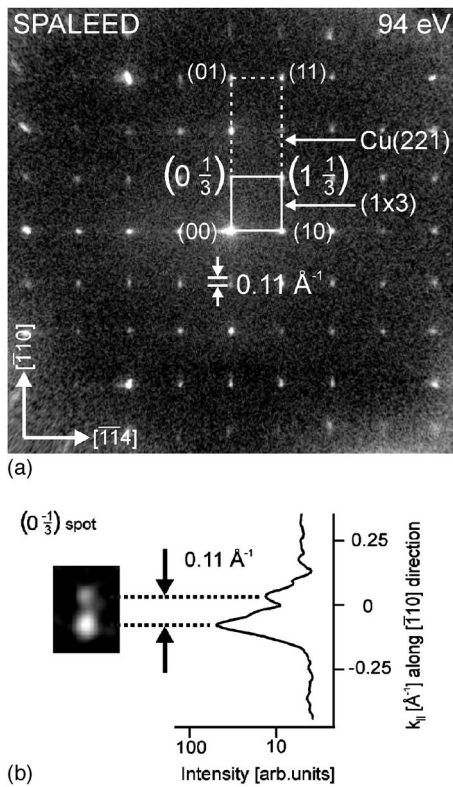 SPALEED 94 eV
(01) (11)
Cu(221)
(0 1/3) (1 1/3)
(1x3)
(00) (10)
0.11 Å⁻¹
[1̅10]
[1̅1̅4]
(a)
(0 -1/3) spot
0.11 Å⁻¹
0.25
0
-0.25
k|| [Å⁻¹] along [1̅10] direction
100 10
Intensity [arb.units]
(b)